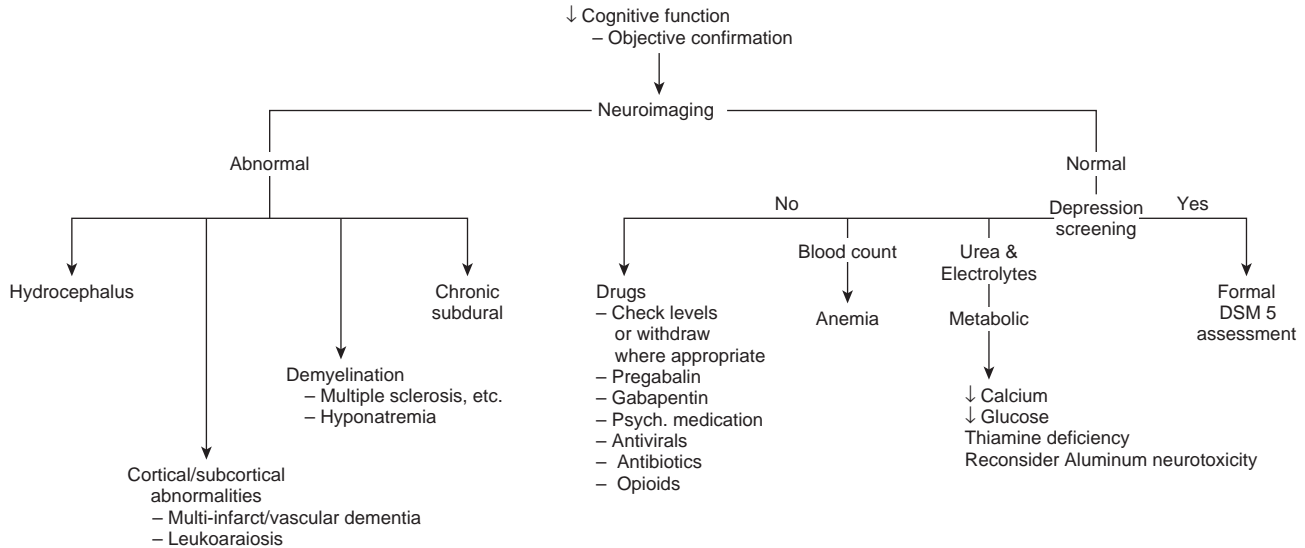 ↓ Cognitive function
– Objective confirmation
Neuroimaging
Abnormal
Normal
No
Depression
screening
Yes
Hydrocephalus
Cortical/subcortical
abnormalities
– Multi-infarct/vascular dementia
– Leukoaraiosis
Demyelination
– Multiple sclerosis, etc.
– Hyponatremia
Chronic
subdural
Drugs
– Check levels
or withdraw
where appropriate
– Pregabalin
– Gabapentin
– Psych. medication
– Antivirals
– Antibiotics
– Opioids
Blood count
Anemia
Urea &
Electrolytes
Metabolic
↓ Calcium
↓ Glucose
Thiamine deficiency
Reconsider Aluminum neurotoxicity
Formal
DSM 5
assessment